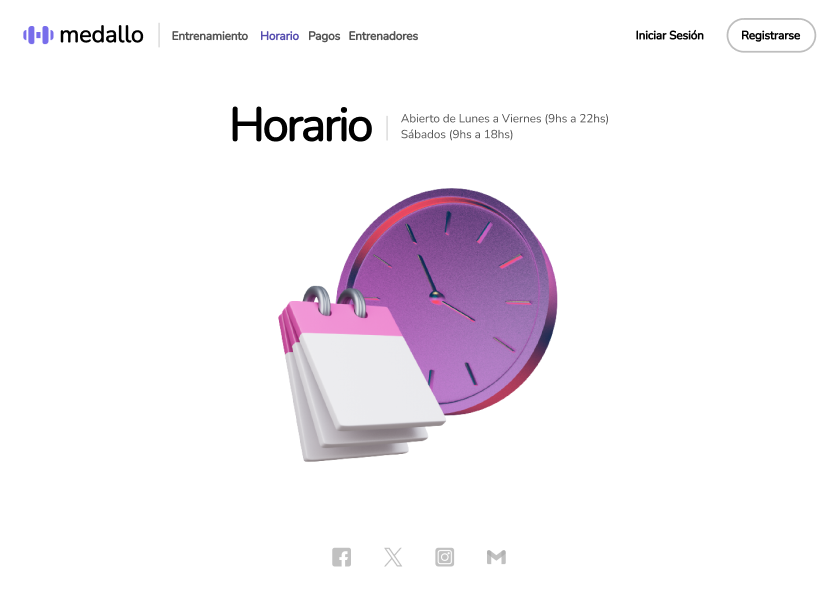 medallo
Entrenamiento Horario Pagos Entrenadores
Iniciar Sesión
Registrarse
Horario
Abierto de Lunes a Viernes (9hs a 22hs)
Sábados (9hs a 18hs)